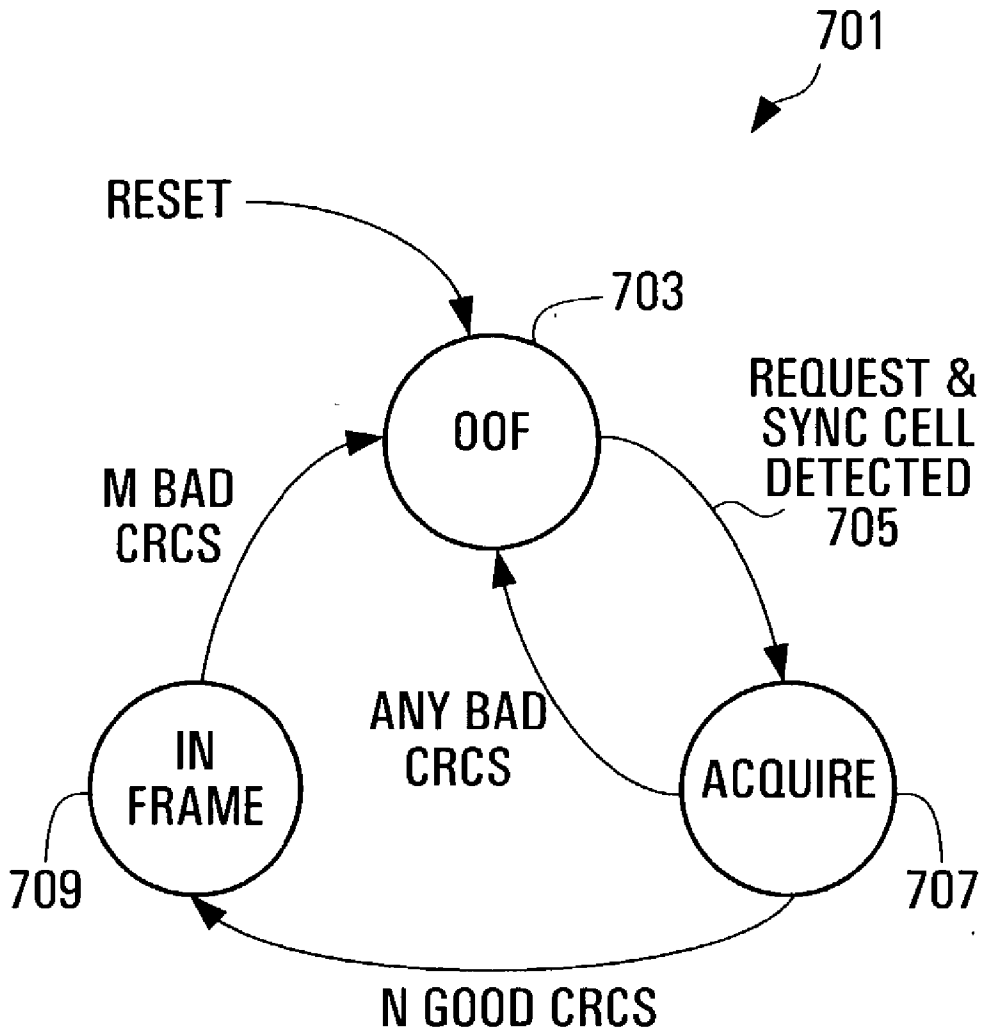 701
RESET
703
OOF
REQUEST &
SYNC CELL
DETECTED
705
M BAD
CRCS
ANY BAD
CRCS
IN
FRAME
ACQUIRE
709
707
N GOOD CRCS